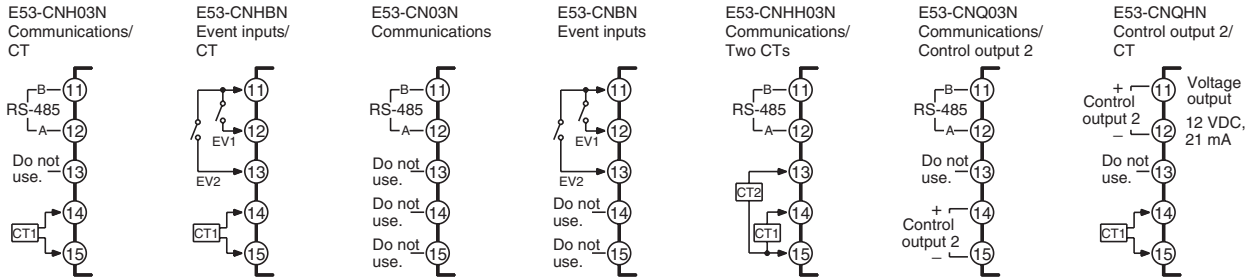 E53-CNH03N
Communications/
CT
B
11
RS-485
A
12
Do not
use.
13
14
CT1
15
E53-CNHBN
Event inputs/
CT
11
12
EV1
13
EV2
14
CT1
15
E53-CN03N
Communications
B
11
RS-485
A
12
Do not
use.
13
Do not
use.
14
Do not
use.
15
E53-CNBN
Event inputs
11
12
EV1
13
EV2
Do not
use.
14
Do not
use.
15
E53-CNHH03N
Communications/
Two CTs
B
11
RS-485
A
12
13
CT2
14
CT1
15
E53-CNQ03N
Communications/
Control output 2
B
11
RS-485
A
12
Do not
use.
13
+
14
Control
output 2
−
15
E53-CNQHN
Control output 2/
CT
+
11
Control
output 2
−
12
Voltage
output
12 VDC,
21 mA
Do not
use.
13
14
CT1
15